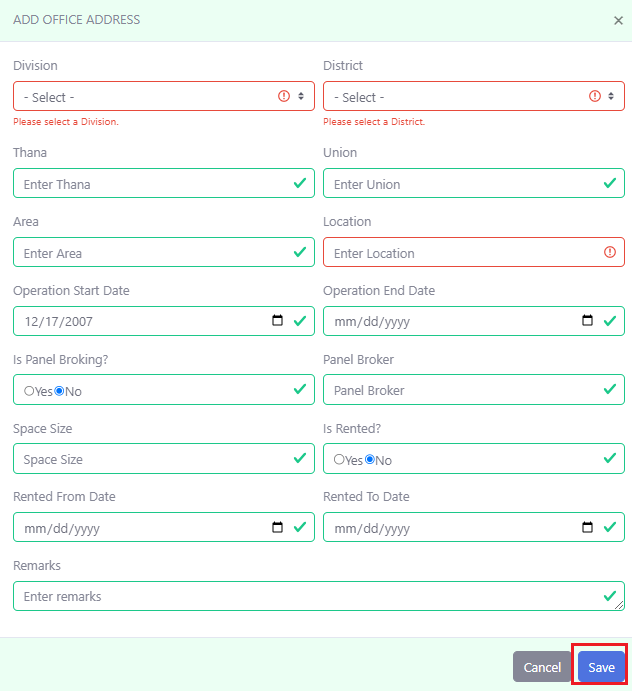 ADD OFFICE ADDRESS ×
Division District
- Select - - Select -
Please select a Division. Please select a District.
Thana Union
Enter Thana Enter Union
Area Location
Enter Area Enter Location
Operation Start Date Operation End Date
12/17/2007 mm/dd/yyyy
Is Panel Broking? Panel Broker
Yes No Panel Broker
Space Size Is Rented?
Space Size Yes No
Rented From Date Rented To Date
mm/dd/yyyy mm/dd/yyyy
Remarks
Enter remarks
Cancel Save